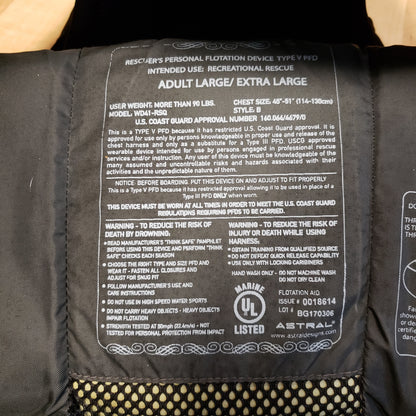 RESCUER'S PERSONAL FLOTATION DEVICE TYPE V PFD
INTENDED USE: RECREATIONAL RESCUE
ADULT LARGE/ EXTRA LARGE
USER WEIGHT: MORE THAN 90 LBS. CHEST SIZE: 45"-51" (114-130cm)
MODEL: WD41-RSQ STYLE: B
U.S. COAST GUARD APPROVAL NUMBER 160.066/4679/0
This is a TYPE V PFD because it has restricted U.S. Coast Guard approval. It is
approved for use only by persons knowledgeable in proper use and release of the
chest harness and only as a substitute for a Type III PFD. USCG approved
wearable device intended for use by persons engaged in professional rescue
services and/or instruction. Any user of this device must be knowledgeable of the
many assumed and uncontrollable risks and hazards associated with their
activities and the unpredictable nature of them.
NOTICE: BEFORE PURCHASING OR USING THIS DEVICE, PUT ON AND ADJUST TO FIT
This is a Type V PFD because it has restricted approval allowing it to be used in place of a
Type III PFD ONLY when worn.
THIS DEVICE MUST BE WORN AT ALL TIMES IN ORDER TO MEET THE U.S. COAST GUARD
REGULATIONS REQUIRING PFDS TO BE CARRIED.
WARNING - TO REDUCE RISK OF
DEATH BY DROWNING.
• READ MANUFACTURER'S "THINK SAFE" PAMPHLET
BEFORE USING THIS DEVICE AND PERFORM "THINK
SAFE" CHECKS EACH SEASON
• CHOOSE THE RIGHT TYPE AND SIZE PFD AND
WEAR IT - FASTEN ALL CLOSURES AND
ADJUST FOR SNUG FIT
• FOLLOW MANUFACTURER'S USE AND
CARE INSTRUCTIONS
• DO NOT USE IN HIGH SPEED WATER SPORTS
• DO NOT CARRY HEAVY OBJECTS - HEAVY OBJECTS
IMPAIR FLOTATION
• STRENGTH TESTED AT 50mph (22.4m/s) - NOT
TESTED FOR PERSONAL PROTECTION FROM IMPACT
WARNING - TO REDUCE RISK OF
INJURY OR DEATH WHILE USING
HARNESS.
• OBTAIN TRAINING FROM QUALIFIED SOURCE
• DO NOT DEFEAT QUICK RELEASE CAPABILITY
• USE ONLY WITH LOCKING CARABINERS
HAND WASH ONLY - DO NOT MACHINE WASH
DO NOT DRY CLEAN.
MARINE
UL
LISTED
FLOTATION AID
ISSUE # 0018614
LOT # BG170306
ASTRAL
www.astraldesigns.com